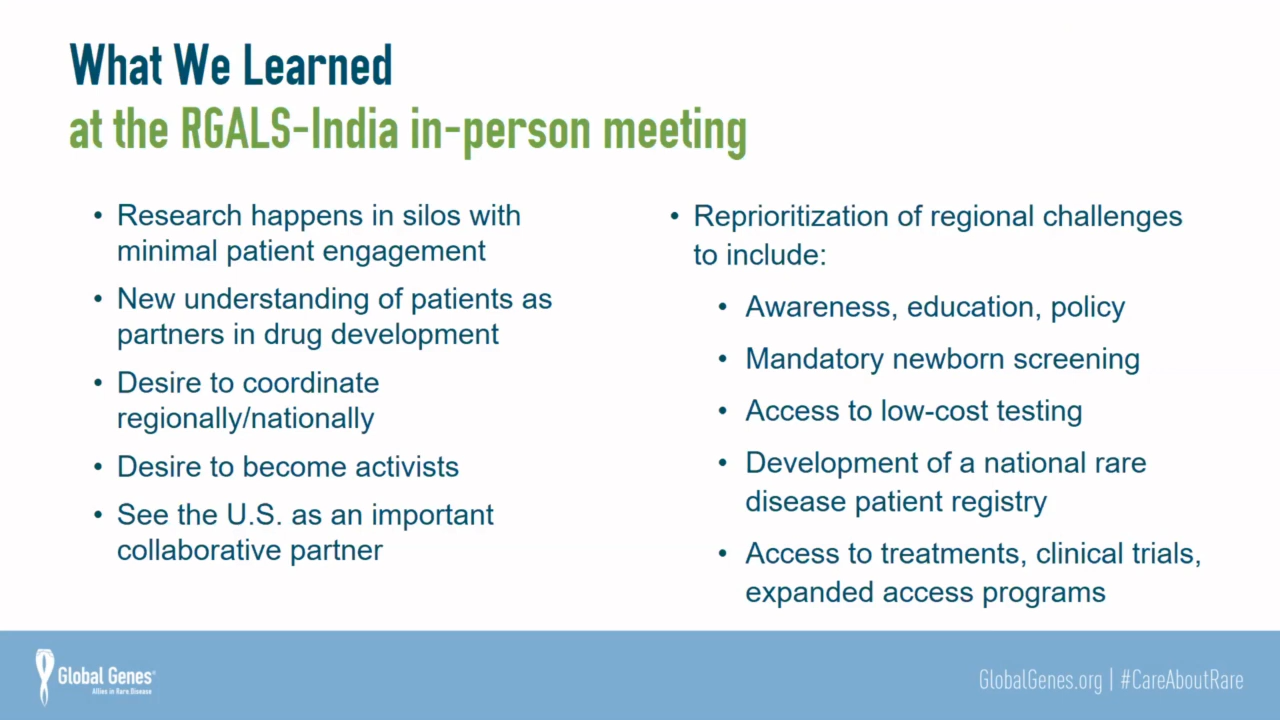 What We Learned
at the RGALS-India in-person meeting
• Research happens in silos with
minimal patient engagement
• New understanding of patients as
partners in drug development
• Desire to coordinate
regionally/nationally
• Desire to become activists
• See the U.S. as an important
collaborative partner
• Reprioritization of regional challenges
to include:
• Awareness, education, policy
• Mandatory newborn screening
• Access to low-cost testing
• Development of a national rare
disease patient registry
• Access to treatments, clinical trials,
expanded access programs
Global Genes®
Allies in Rare Disease
GlobalGenes.org | #CareAboutRare